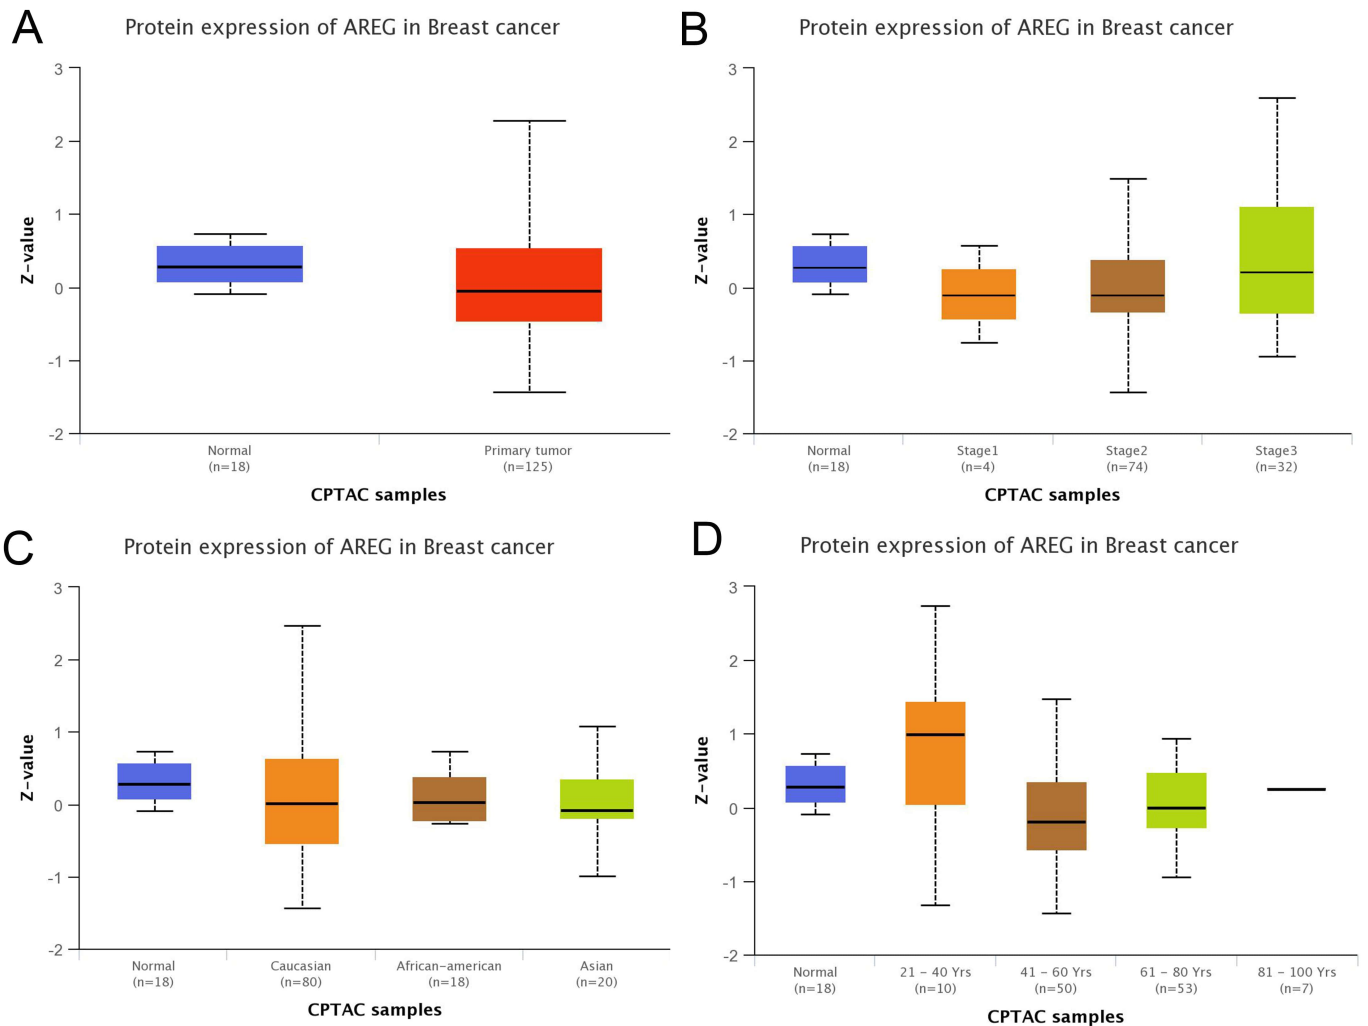 A
Protein expression of AREG in Breast cancer
3
2
1
0
-1
-2
Z-value
Normal
(n=18)
Primary tumor
(n=125)
CPTAC samples
B
Protein expression of AREG in Breast cancer
3
2
1
0
-1
-2
Z-value
Normal
(n=18)
Stage1
(n=4)
Stage2
(n=74)
Stage3
(n=32)
CPTAC samples
C
Protein expression of AREG in Breast cancer
3
2
1
0
-1
-2
Z-value
Normal
(n=18)
Caucasian
(n=80)
African-american
(n=18)
Asian
(n=20)
CPTAC samples
D
Protein expression of AREG in Breast cancer
3
2
1
0
-1
-2
Z-value
Normal
(n=18)
21 - 40 Yrs
(n=10)
41 - 60 Yrs
(n=50)
61 - 80 Yrs
(n=53)
81 - 100 Yrs
(n=7)
CPTAC samples